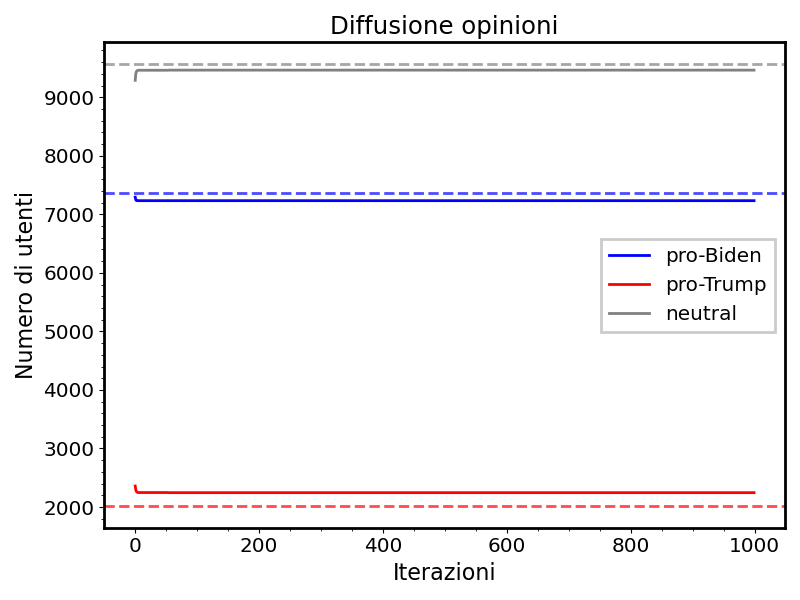 Diffusione opinioni
Numero di utenti
9000
8000
7000
6000
5000
4000
3000
2000
pro-Biden
pro-Trump
neutral
0 200 400 600 800 1000
Iterazioni